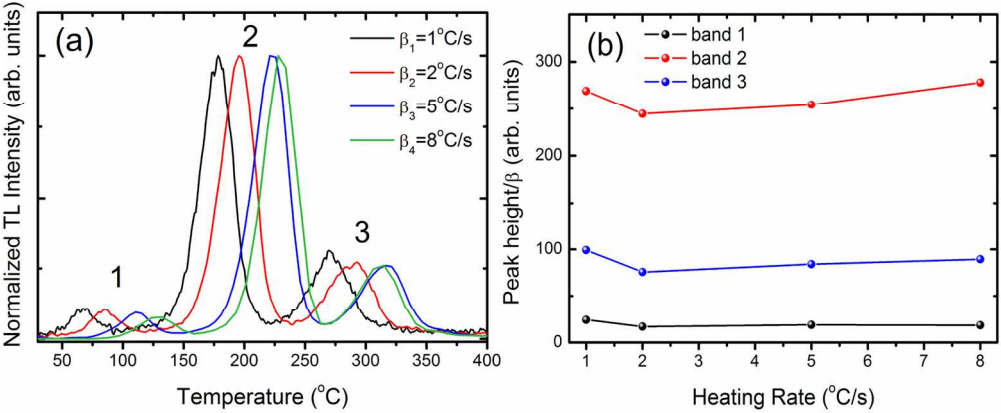 (a)
2
β₁=1°C/s
β₂=2°C/s
β₃=5°C/s
β₄=8°C/s
1
3
Normalized TL Intensity (arb. units)
50 100 150 200 250 300 350 400
Temperature (°C)
(b)
band 1
band 2
band 3
Peak height/β (arb. units)
300
200
100
0
1 2 3 4 5 6 7 8
Heating Rate (°C/s)